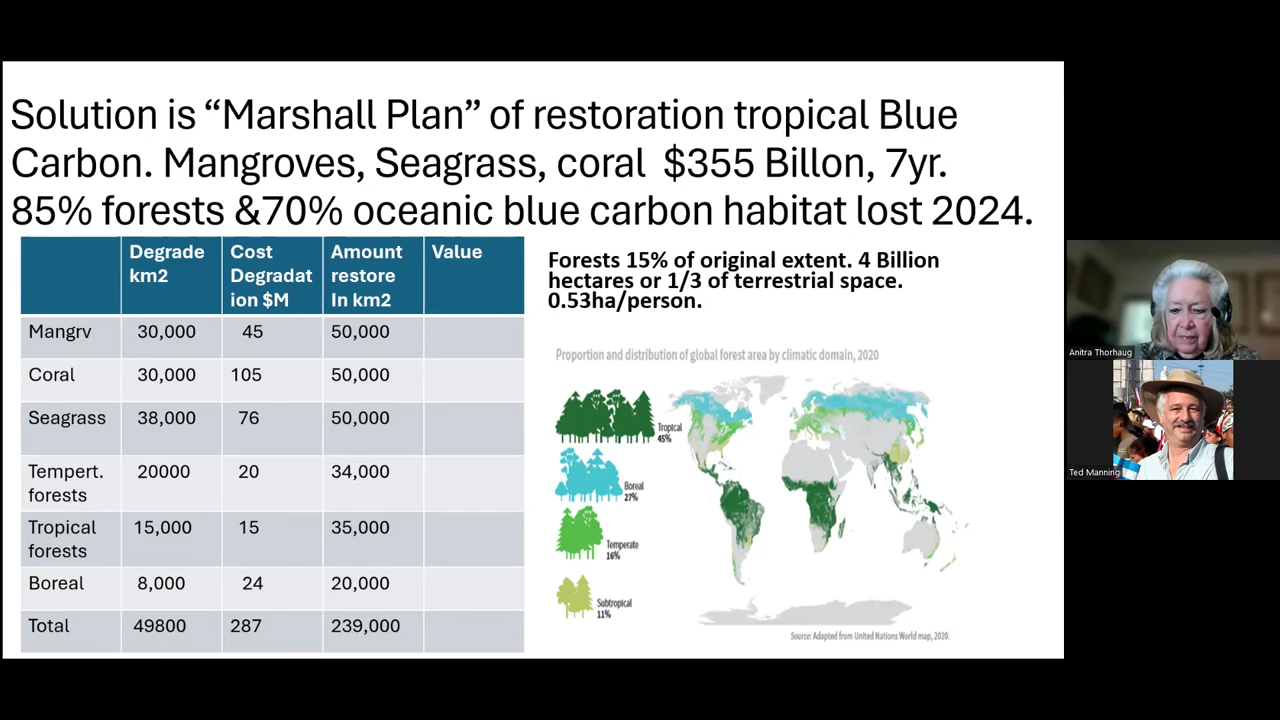 Solution is “Marshall Plan” of restoration tropical Blue
Carbon. Mangroves, Seagrass, coral $355 Billon, 7yr.
85% forests &70% oceanic blue carbon habitat lost 2024.
Degrade km2 Cost Degradat ion $M Amount restore In km2 Value
Mangrv 30,000 45 50,000
Coral 30,000 105 50,000
Seagrass 38,000 76 50,000
Tempert. forests 20000 20 34,000
Tropical forests 15,000 15 35,000
Boreal 8,000 24 20,000
Total 49800 287 239,000
Forests 15% of original extent. 4 Billion
hectares or 1/3 of terrestrial space.
0.53ha/person.
Proportion and distribution of global forest area by climatic domain, 2020
Tropical
45%
Boreal
27%
Temperate
16%
Subtropical
11%
Source: Adapted from United Nations World map, 2020.
Anitra Thorhaug
Ted Manning